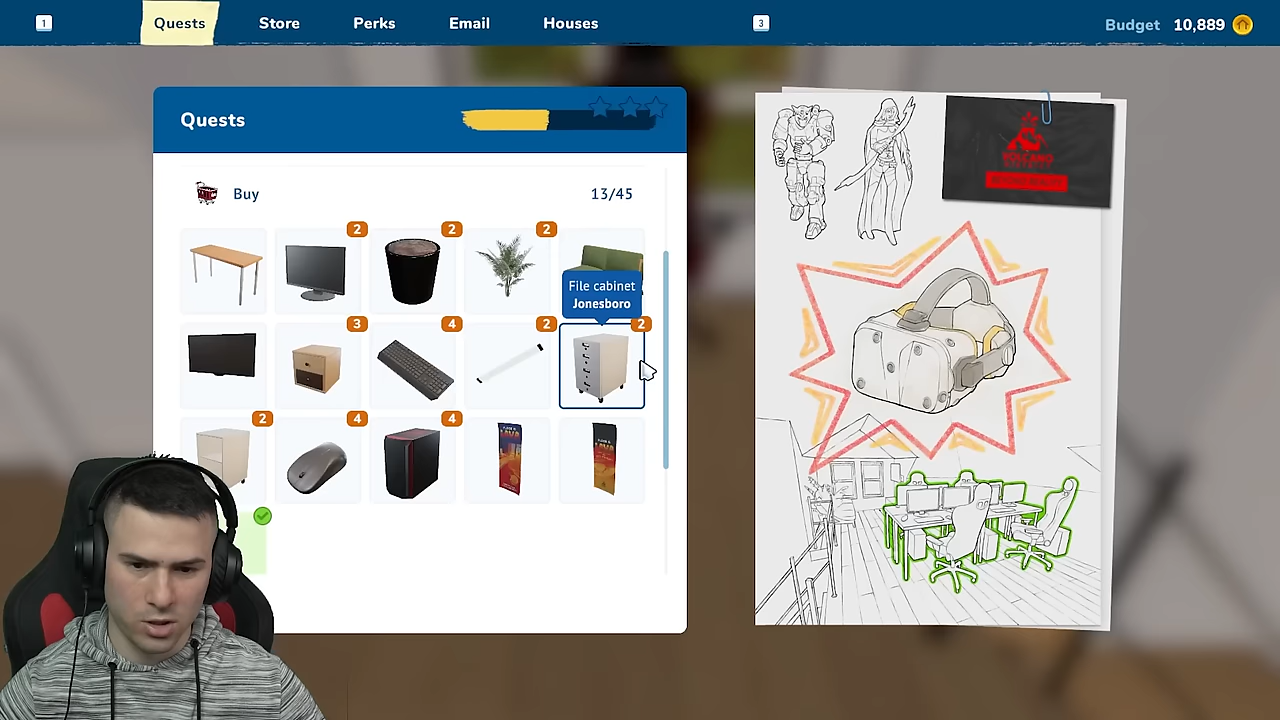 1
Quests
Store
Perks
Email
Houses
3
Budget 10,889
Quests
Buy
13/45
2
2
2
File cabinet
Jonesboro
3
4
2
2
2
4
4
VOLCANO